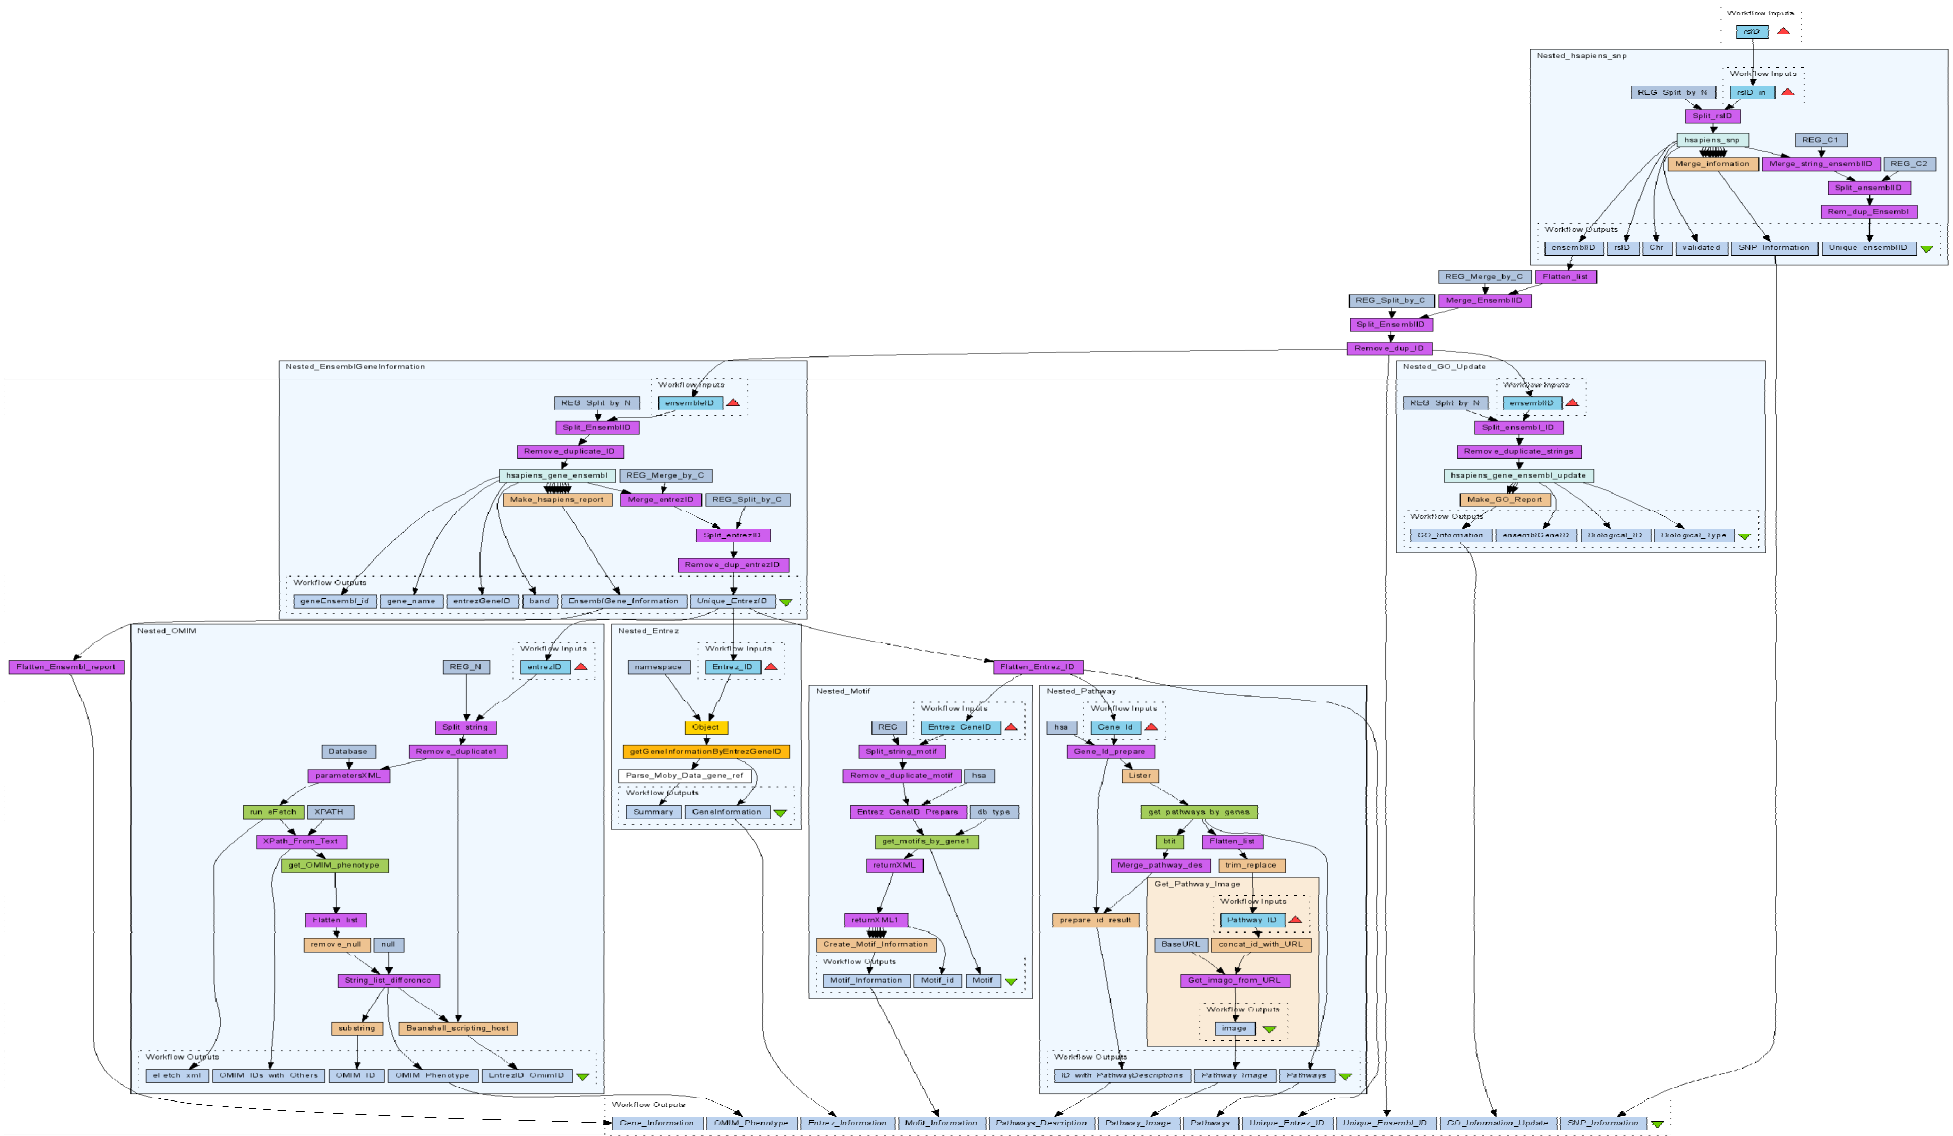 Workflow Inputs
rsID
Nested_hsapiens_snp
Workflow Inputs
REG_Split_by_N
rsID_in
Split_rsID
hsapiens_snp
REG_C1
Merge_infomation
Merge_string_ensemblID
REG_C2
Split_ensemblID
Rem_dup_Ensembl
Workflow Outputs
ensemblID
rsID
Chr
validated
SNP_Information
Unique_ensemblID
REG_Merge_by_C
Flatten_list
REG_Split_by_C
Merge_EnsemblID
Split_EnsemblID
Remove_dup_ID
Nested_EnsemblGeneInformation
Workflow Inputs
REG_Split_by_N
ensembleID
Split_EnsemblID
Remove_duplicate_ID
hsapiens_gene_ensembl
REG_Merge_by_C
Make_hsapiens_report
Merge_entrezID
REG_Split_by_C
Split_entrezID
Remove_dup_entrezID
Workflow Outputs
geneEnsembl_id
gene_name
entrezGeneID
band
EnsemblGene_Information
Unique_EntrezID
Nested_GO_Update
Workflow Inputs
REG_Split_by_N
ensemblID
Split_ensembl_ID
Remove_duplicate_strings
hsapiens_gene_ensembl_update
Make_GO_Report
Workflow Outputs
GO_Information
ensemblGeneID
Biological_ID
Biological_Type
Flatten_Ensembl_report
Nested_OMIM
Workflow Inputs
REG_N
entrezID
Split_string
Database
Remove_duplicate1
parametersXML
run_eFetch
XPATH
XPath_From_Text
get_OMIM_phenotype
Flatten_list
remove_null
null
String_list_difference
substring
Beanshell_scripting_host
Workflow Outputs
eFetch_xml
OMIM_IDs_with_Others
OMIM_ID
OMIM_Phenotype
EntrezID_OmimID
Nested_Entrez
Workflow Inputs
namespace
Entrez_ID
Object
getGeneInformationByEntrezGeneID
Parse_Moby_Data_gene_ref
Workflow Outputs
Summary
GeneInformation
Flatten_Entrez_ID
Nested_Motif
Workflow Inputs
REG
Entrez_GeneID
Split_string_motif
Remove_duplicate_motif
hsa
Entrez_GeneID_Prepare
db_type
get_motifs_by_gene1
returnXML
returnXML1
Create_Motif_Information
Workflow Outputs
Motif_Information
Motif_id
Motif
Nested_Pathway
Workflow Inputs
hsa
Gene_Id
Gene_Id_prepare
Lister
get_pathways_by_genes
btit
Flatten_list
Merge_pathway_des
trim_replace
Get_Pathway_Image
Workflow Inputs
prepare_id_result
Pathway_ID
BaseURL
concat_id_with_URL
Get_image_from_URL
Workflow Outputs
image
Workflow Outputs
ID_with_PathwayDescriptions
Pathway_Image
Pathways
Workflow Outputs
Gene_Information
OMIM_Phenotype
Entrez_Information
Motif_Information
Pathways_Description
Pathway_Image
Pathways
Unique_Entrez_ID
Unique_Ensembl_ID
GO_Information_Update
SNP_Information